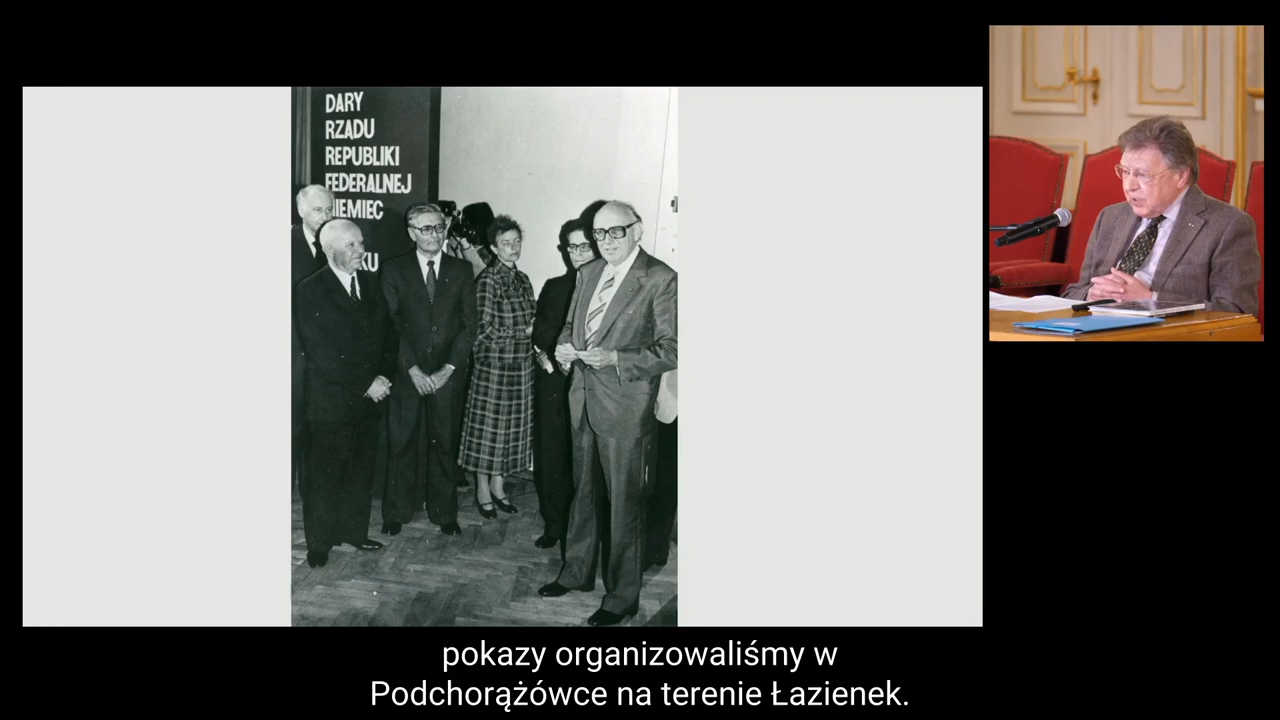 DARY
RZĄDU
REPUBLIKI
FEDERALNEJ
pokazy organizowaliśmy w
Podchorążówce na terenie Łazienek.